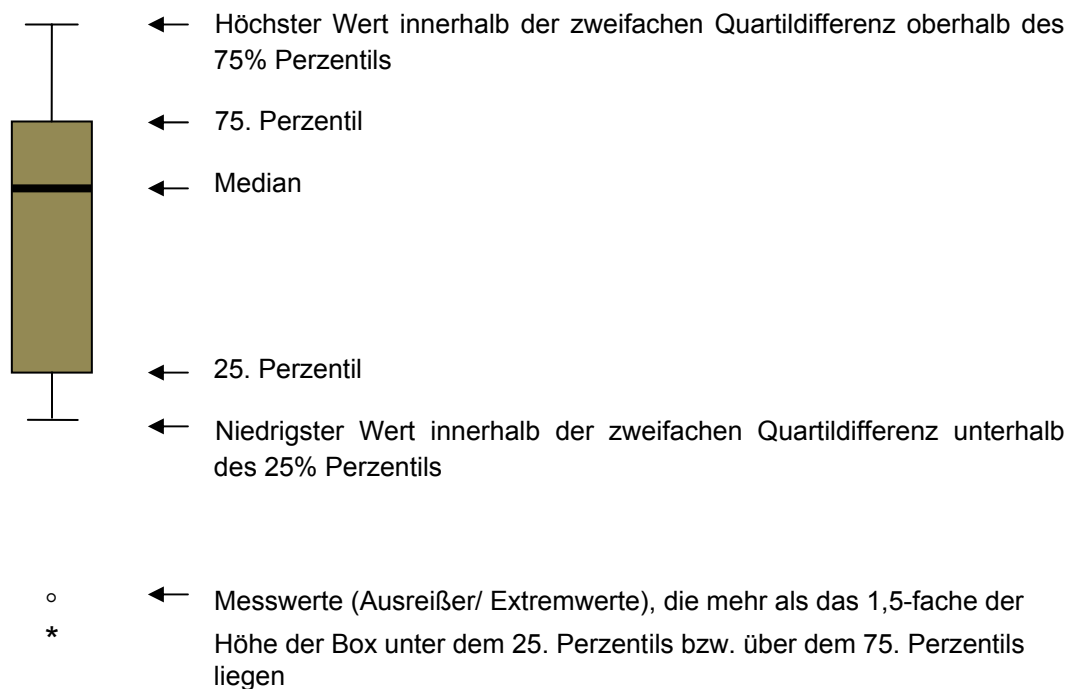 Höchster Wert innerhalb der zweifachen Quartildifferenz oberhalb des
75% Perzentils
75. Perzentil
Median
25. Perzentil
Niedrigster Wert innerhalb der zweifachen Quartildifferenz unterhalb
des 25% Perzentils
Messwerte (Ausreißer/ Extremwerte), die mehr als das 1,5-fache der
* Höhe der Box unter dem 25. Perzentils bzw. über dem 75. Perzentils
liegen